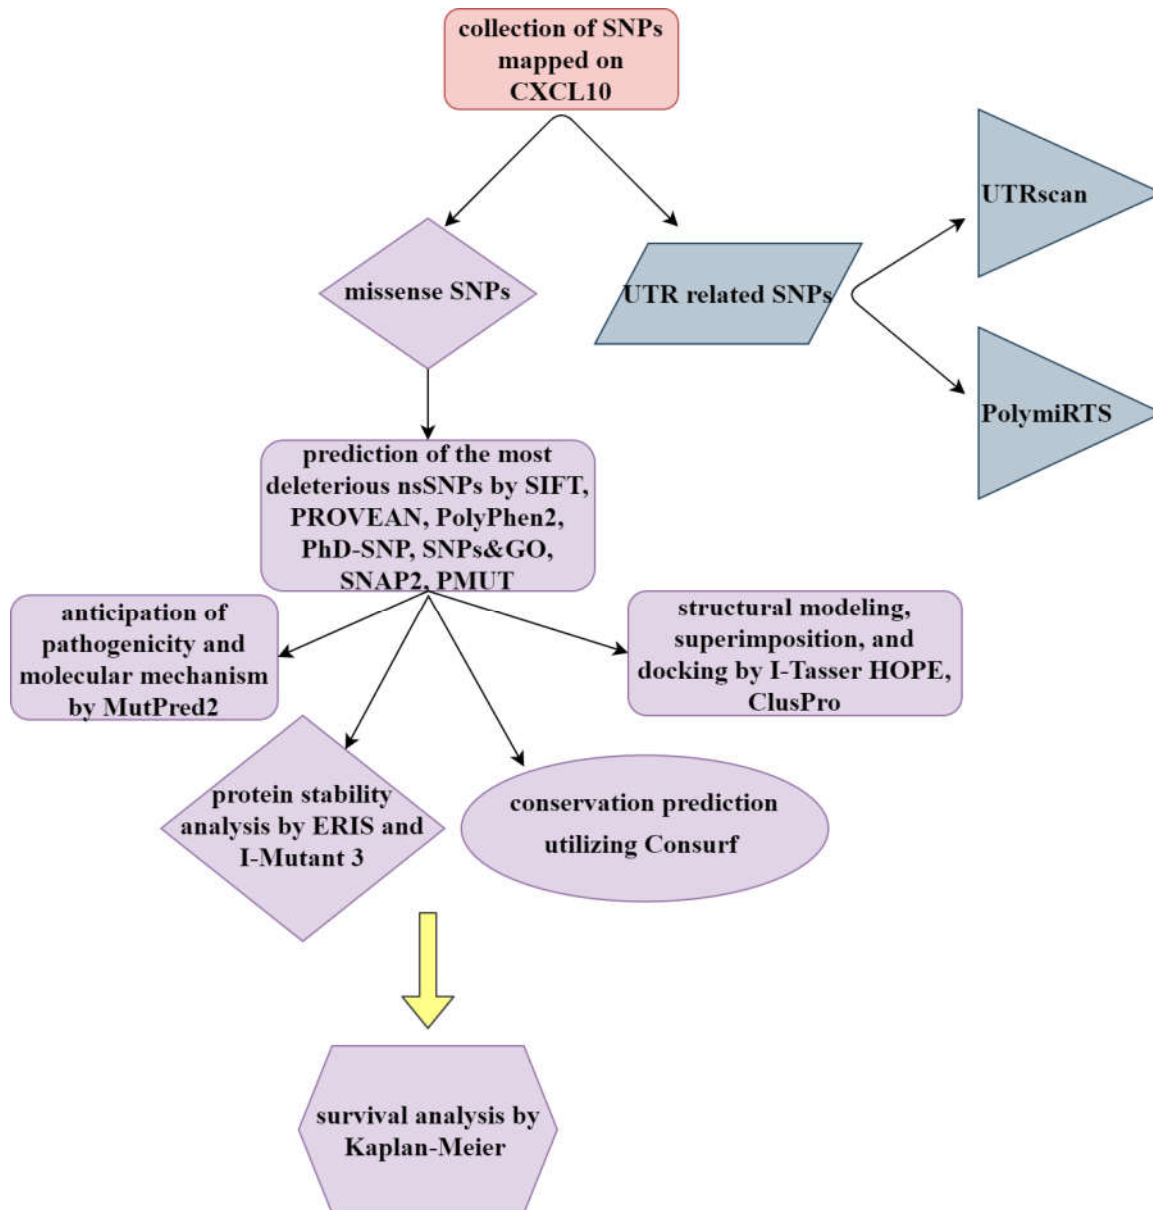 collection of SNPs
mapped on
CXCL10
UTRscan
missense SNPs
UTR related SNPs
PolymiRTS
prediction of the most
deleterious nsSNPs by SIFT,
PROVEAN, PolyPhen2,
PhD-SNP, SNPs&GO,
SNAP2, PMUT
anticipation of
pathogenicity and
molecular mechanism
by MutPred2
structural modeling,
superimposition, and
docking by I-Tasser HOPE,
ClusPro
protein stability
analysis by ERIS and
I-Mutant 3
conservation prediction
utilizing Consurf
survival analysis by
Kaplan-Meier